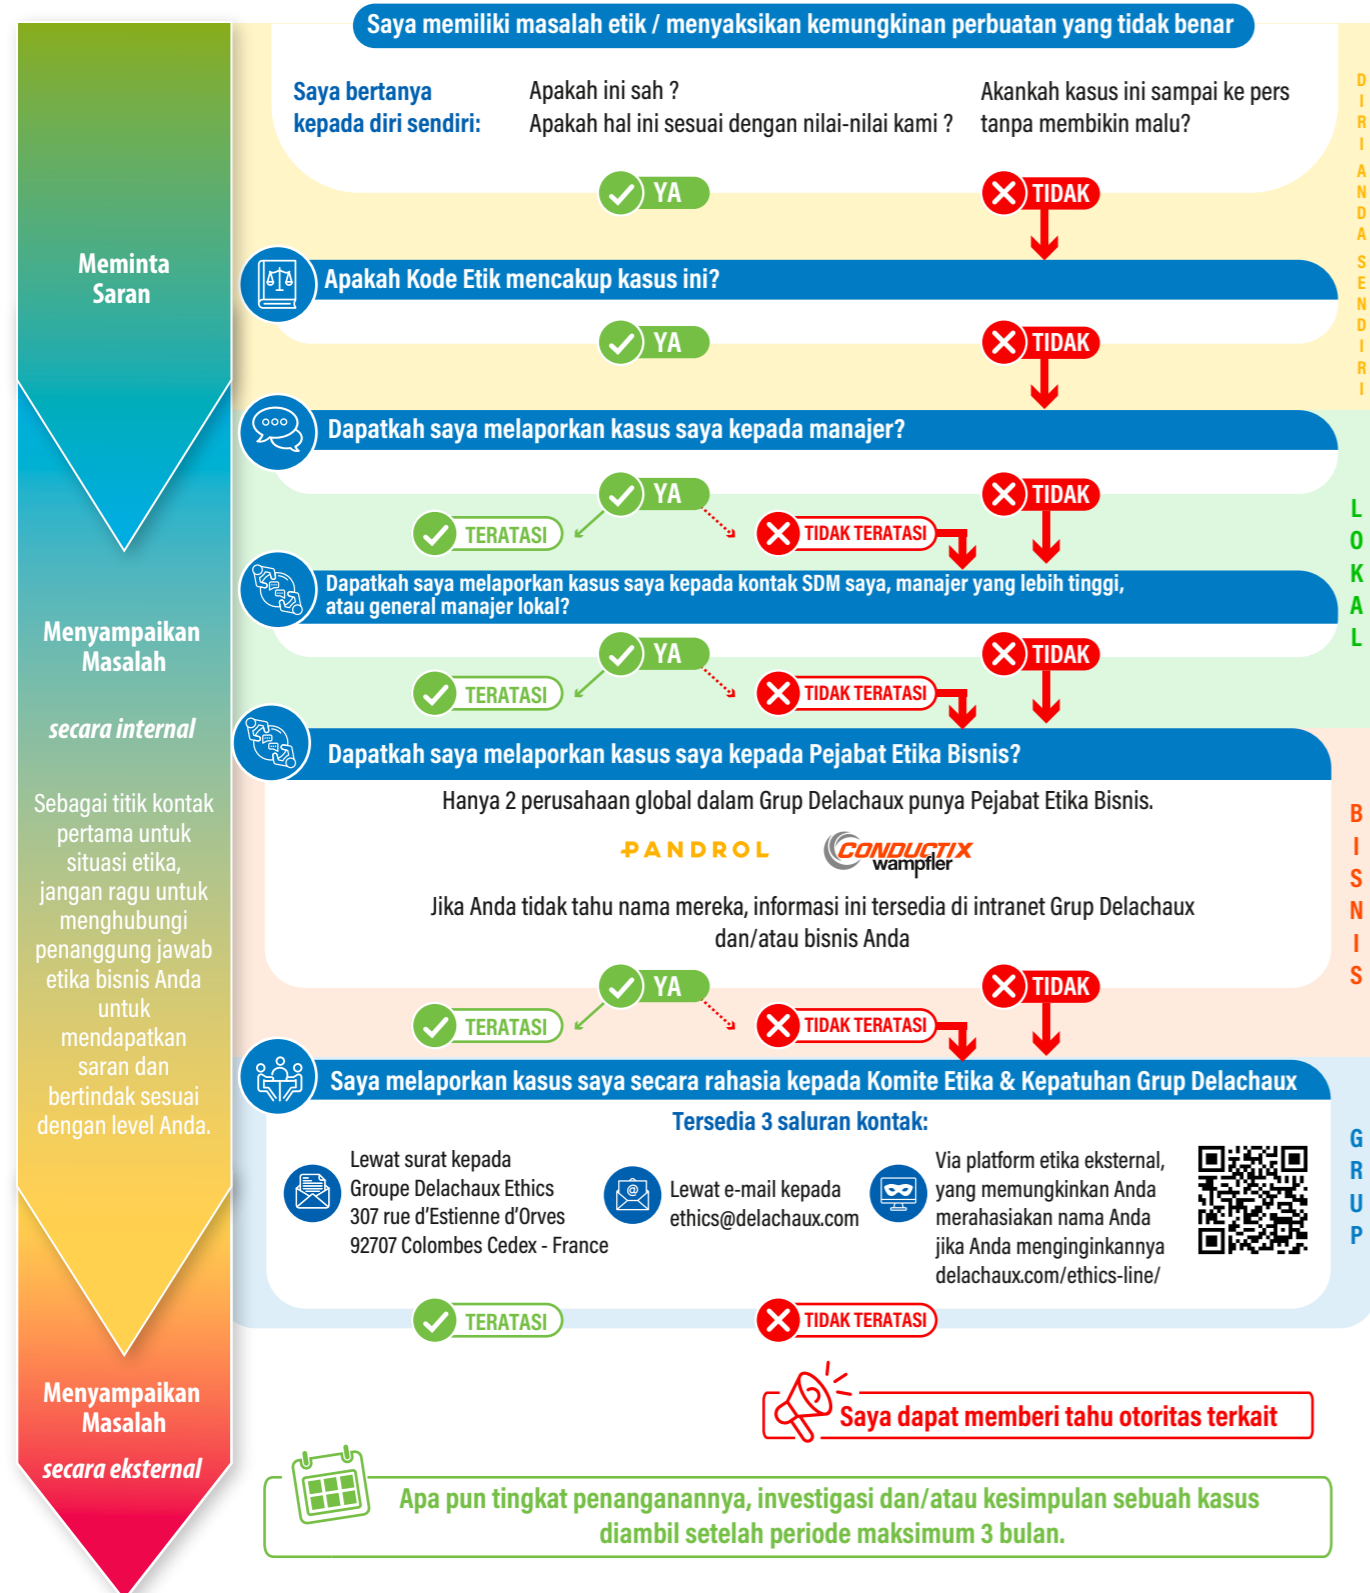 Saya memiliki masalah etik / menyaksikan kemungkinan perbuatan yang tidak benar
Saya bertanya
kepada diri sendiri:
Apakah ini sah ?
Apakah hal ini sesuai dengan nilai-nilai kami ?
Akankah kasus ini sampai ke pers
tanpa membikin malu?
YA
TIDAK
DIRI ANDA SENDIRI
Meminta
Saran
Apakah Kode Etik mencakup kasus ini?
YA
TIDAK
Dapatkah saya melaporkan kasus saya kepada manajer?
YA
TIDAK
TERATASI
TIDAK TERATASI
LOKAL
Dapatkah saya melaporkan kasus saya kepada kontak SDM saya, manajer yang lebih tinggi,
atau general manajer lokal?
YA
TIDAK
TERATASI
TIDAK TERATASI
Menyampaikan
Masalah
secara internal
Sebagai titik kontak
pertama untuk
situasi etika,
jangan ragu untuk
menghubungi
penanggung jawab
etika bisnis Anda
untuk
mendapatkan
saran dan
bertindak sesuai
dengan level Anda.
Dapatkah saya melaporkan kasus saya kepada Pejabat Etika Bisnis?
Hanya 2 perusahaan global dalam Grup Delachaux punya Pejabat Etika Bisnis.
PANDROL
CONDUCTIX
wampfler
Jika Anda tidak tahu nama mereka, informasi ini tersedia di intranet Grup Delachaux
dan/atau bisnis Anda
BISNIS
YA
TIDAK
TERATASI
TIDAK TERATASI
Saya melaporkan kasus saya secara rahasia kepada Komite Etika & Kepatuhan Grup Delachaux
Tersedia 3 saluran kontak:
Lewat surat kepada
Groupe Delachaux Ethics
307 rue d'Estienne d'Orves
92707 Colombes Cedex - France
Lewat e-mail kepada
ethics@delachaux.com
Via platform etika eksternal,
yang memungkinkan Anda
merahasiakan nama Anda
jika Anda menginginkannya
delachaux.com/ethics-line/
GRUP
TERATASI
TIDAK TERATASI
Menyampaikan
Masalah
secara eksternal
Saya dapat memberi tahu otoritas terkait
Apa pun tingkat penanganannya, investigasi dan/atau kesimpulan sebuah kasus
diambil setelah periode maksimum 3 bulan.